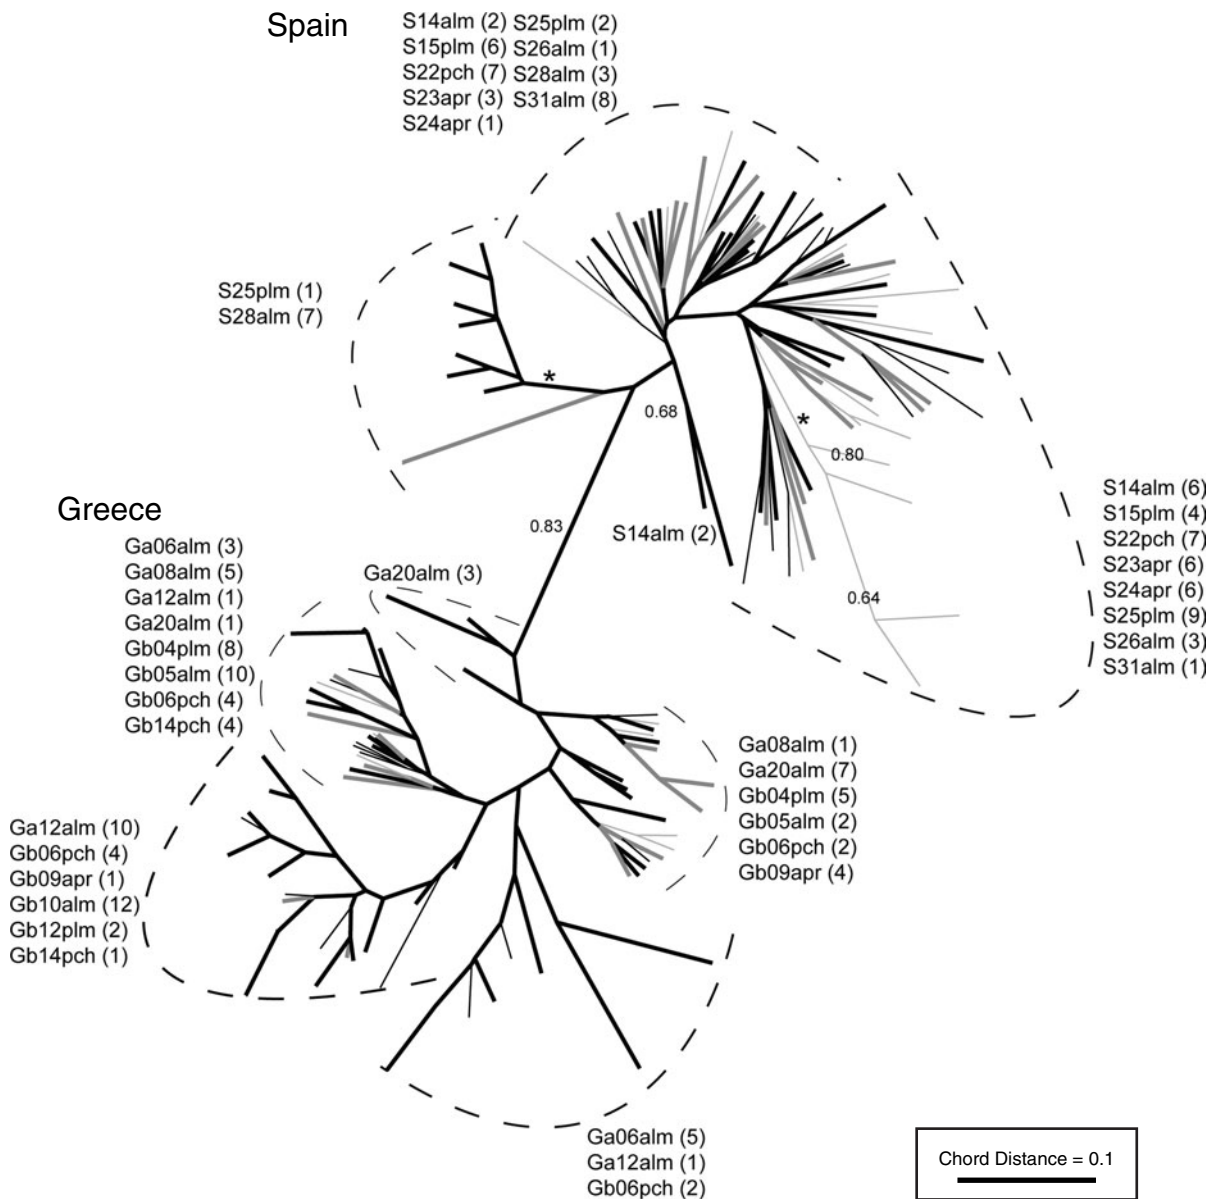 Spain
S14alm (2) S25plm (2)
S15plm (6) S26alm (1)
S22pch (7) S28alm (3)
S23apr (3) S31alm (8)
S24apr (1)
S25plm (1)
S28alm (7)
*
0.68
*
0.80
S14alm (6)
S15plm (4)
S22pch (7)
S23apr (6)
S24apr (6)
S25plm (9)
S26alm (3)
S31alm (1)
0.83
S14alm (2)
0.64
Greece
Ga06alm (3)
Ga08alm (5)
Ga12alm (1)
Ga20alm (1)
Gb04plm (8)
Gb05alm (10)
Gb06pch (4)
Gb14pch (4)
Ga20alm (3)
Ga08alm (1)
Ga20alm (7)
Gb04plm (5)
Gb05alm (2)
Gb06pch (2)
Gb09apr (4)
Ga12alm (10)
Gb06pch (4)
Gb09apr (1)
Gb10alm (12)
Gb12plm (2)
Gb14pch (1)
Ga06alm (5)
Ga12alm (1)
Gb06pch (2)
Chord Distance = 0.1